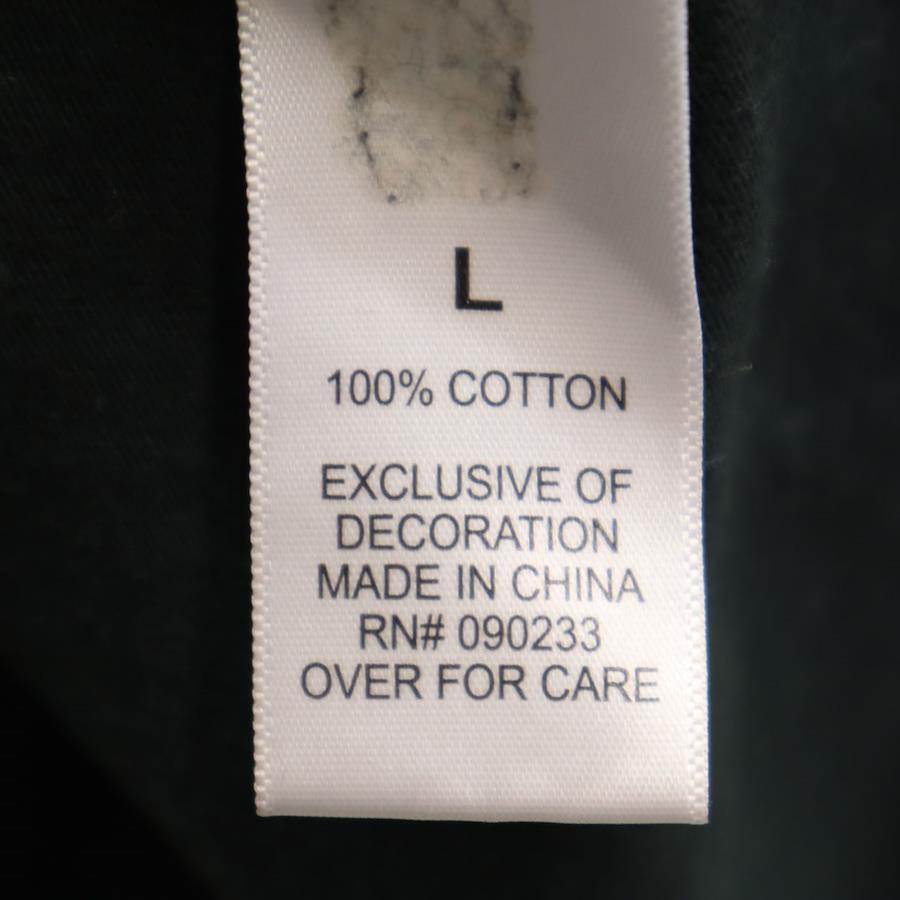 L
100% COTTON
EXCLUSIVE OF
DECORATION
MADE IN CHINA
RN# 090233
OVER FOR CARE